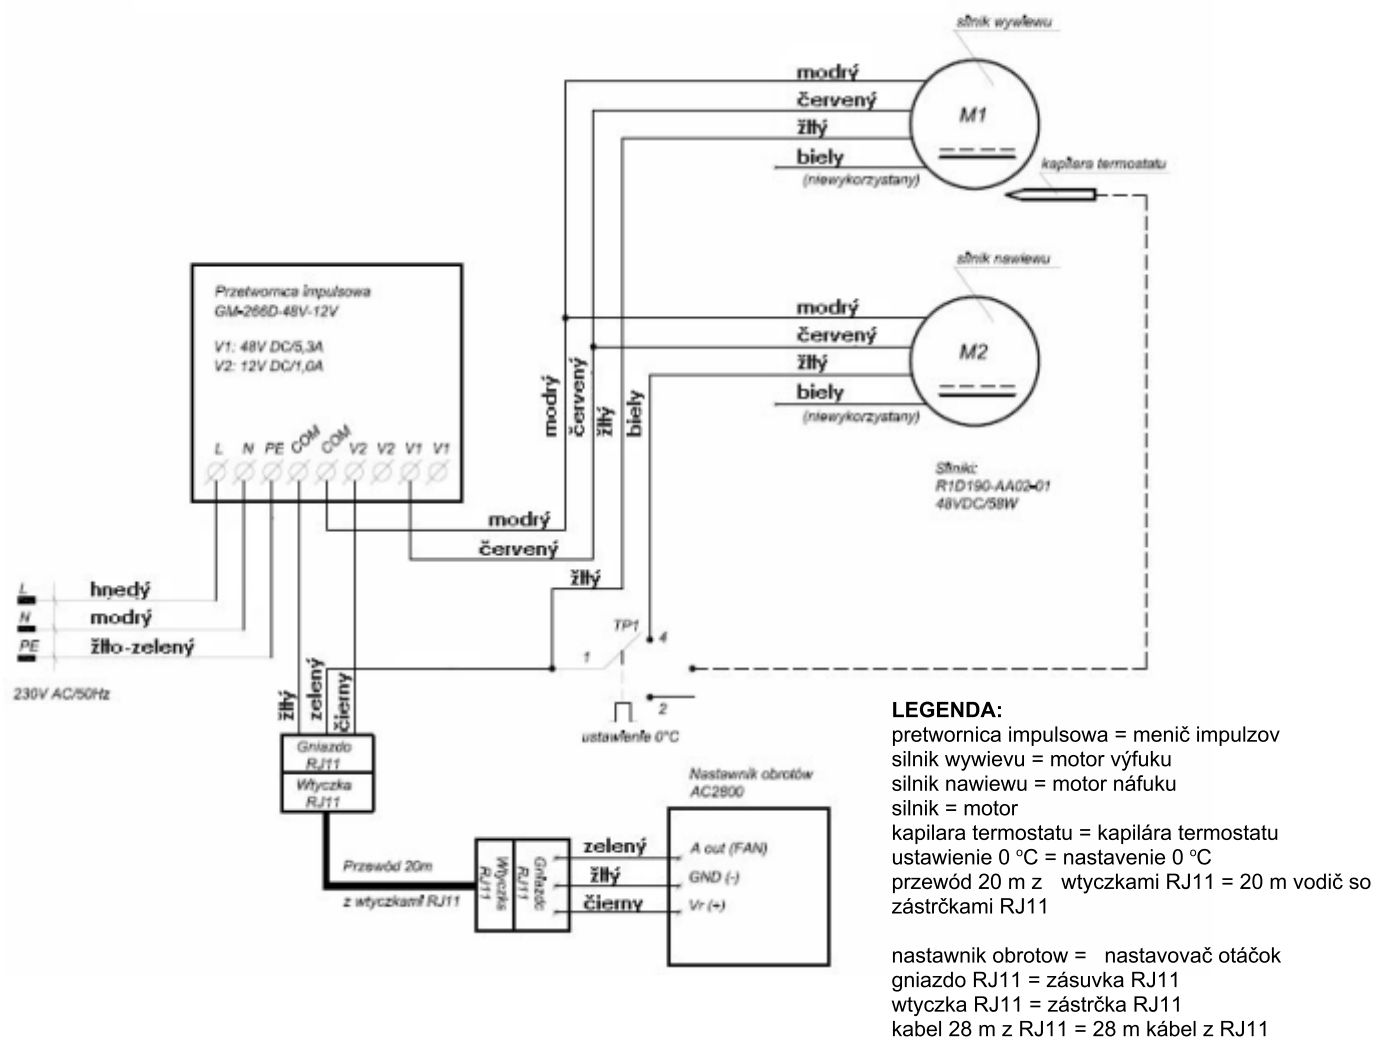 silnik wywiewu
modrý
červený
žltý
biely
(niewykorzystany)
M1
kapilara termostatu
silnik nawiewu
modrý
červený
žltý
biely
(niewykorzystany)
M2
Silniki:
R1D190-AA02-01
48VDC/58W
Przetwornica impulsowa
GM-266D-48V-12V
V1: 48V DC/5,3A
V2: 12V DC/1,0A
L N PE COM COM V2 V2 V1 V1
modrý
červený
žltý
biely
modrý
červený
žltý
L hnedý
N modrý
PE žlto-zelený
230V AC/50Hz
žltý
zelený
čierny
TP1
1
4
2
ustawienie 0°C
Gniazdo
RJ11
Wtyczka
RJ11
Przewód 20m
z wtyczkami RJ11
Wtyczka
RJ11
Gniazdo
RJ11
zelený
žltý
čierny
Nastawnik obrotów
AC2800
A out (FAN)
GND (-)
Vr (+)
LEGENDA:
pretwornica impulsowa = menič impulzov
silnik wywievu = motor výfuku
silnik nawiewu = motor náfuku
silnik = motor
kapilara termostatu = kapilára termostatu
ustawienie 0 °C = nastavenie 0 °C
przewód 20 m z wtyczkami RJ11 = 20 m vodič so
zástrčkami RJ11
nastawnik obrotow = nastavovač otáčok
gniazdo RJ11 = zásuvka RJ11
wtyczka RJ11 = zástrčka RJ11
kabel 28 m z RJ11 = 28 m kábel z RJ11